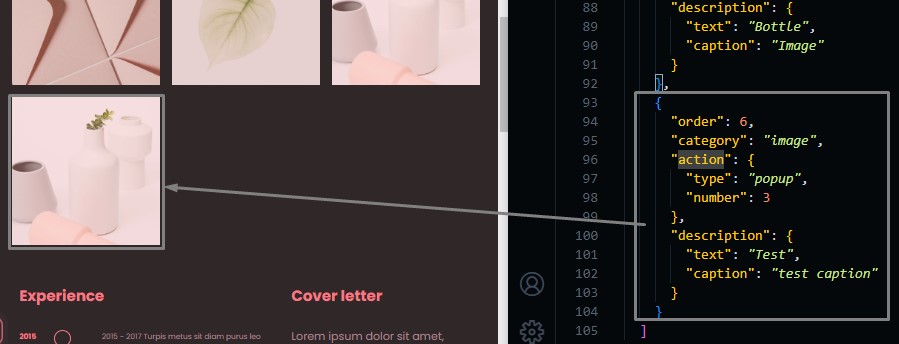 Experience
Cover letter
2015
2015 - 2017 Turpis metus sit diam purus leo
Lorem ipsum dolor sit amet,
88 "description": {
89 "text": "Bottle",
90 "caption": "Image"
91 }
92 },
93 {
94 "order": 6,
95 "category": "image",
96 "action": {
97 "type": "popup",
98 "number": 3
99 },
100 "description": {
101 "text": "Test",
102 "caption": "test caption"
103 }
104 }
105 ]